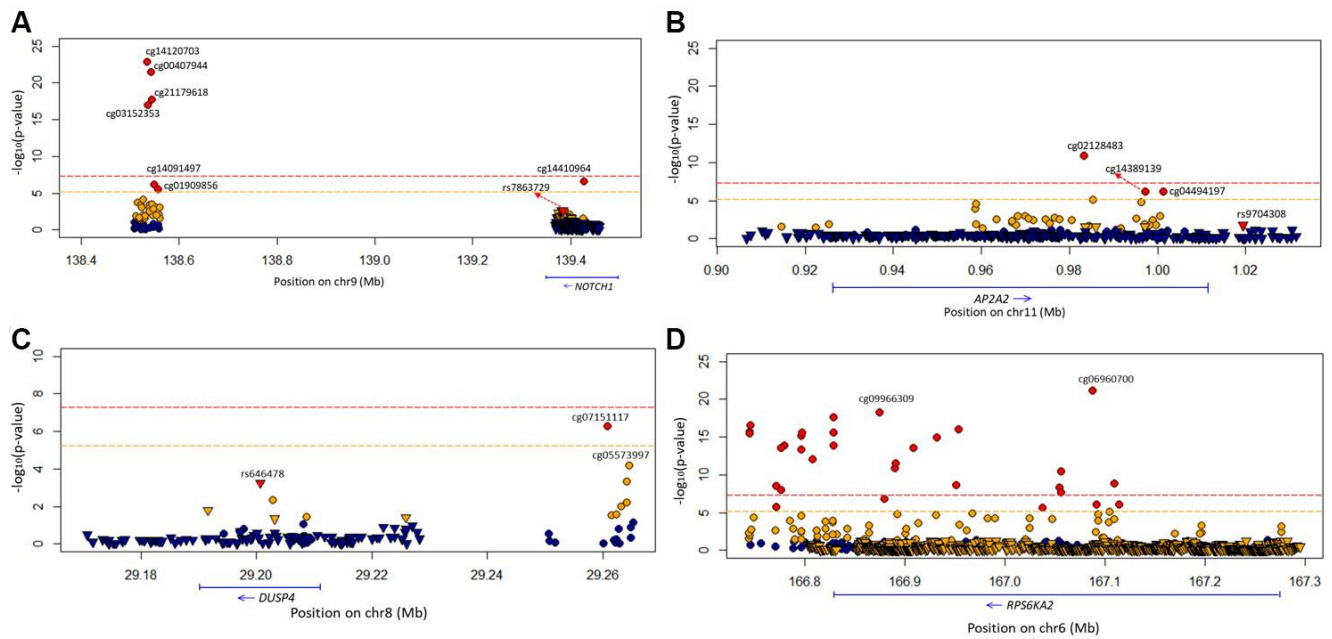 A
25
20
15
10
5
0
-log10(p-value)
cg14120703
cg00407944
cg21179618
cg03152353
cg14091497
cg01909856
cg14410964
rs7863729
138.4 138.6 138.8 139.0 139.2 139.4
Position on chr9 (Mb)
← NOTCH1
B
25
20
15
10
5
0
-log10(p-value)
cg02128483
cg14389139
cg04494197
rs9704308
0.90 0.92 0.94 0.96 0.98 1.00 1.02
AP2A2 →
Position on chr11 (Mb)
C
10
8
6
4
2
0
-log10(p-value)
cg07151117
cg05573997
rs646478
29.18 29.20 29.22 29.24 29.26
← DUSP4
Position on chr8 (Mb)
D
25
20
15
10
5
0
-log10(p-value)
cg06960700
cg09966309
166.8 166.9 167.0 167.1 167.2 167.3
← RPS6KA2
Position on chr6 (Mb)